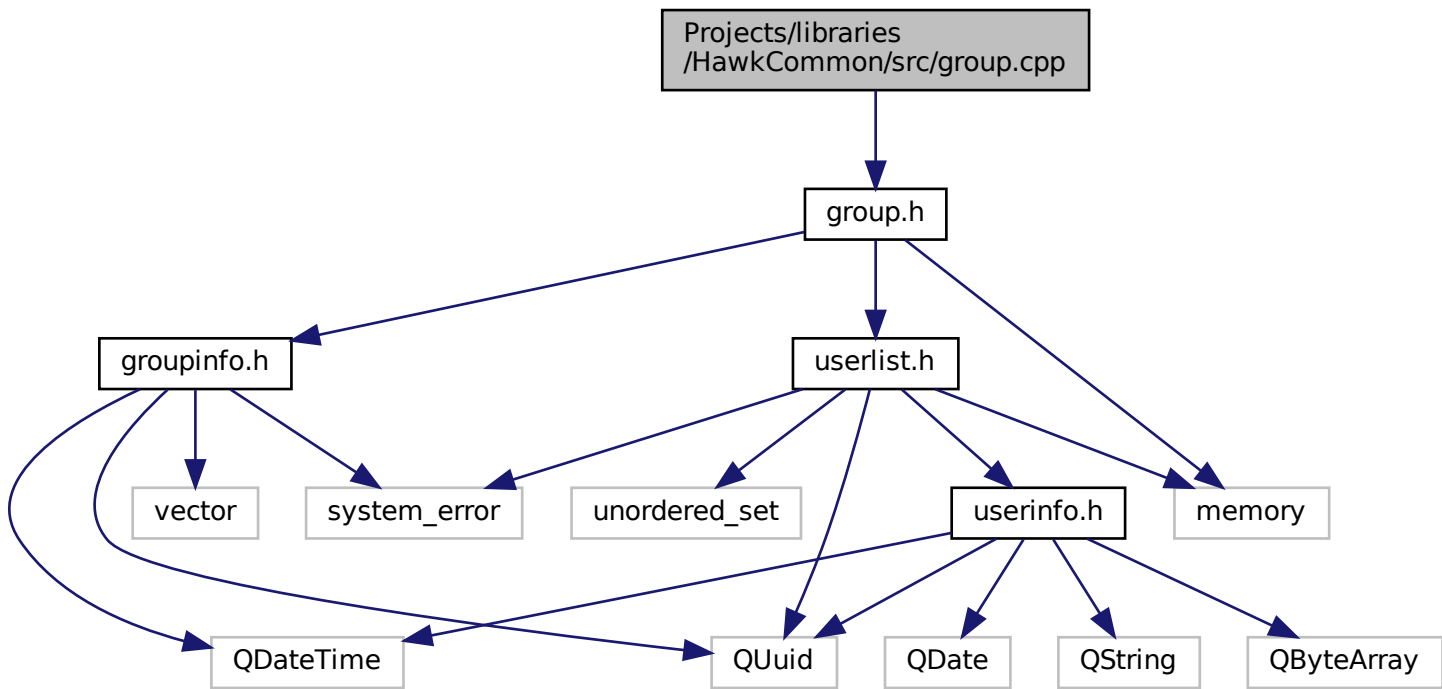 Projects/libraries
/HawkCommon/src/group.cpp
group.h
groupinfo.h
userlist.h
vector
system_error
unordered_set
userinfo.h
memory
QDateTime
QUuid
QDate
QString
QByteArray